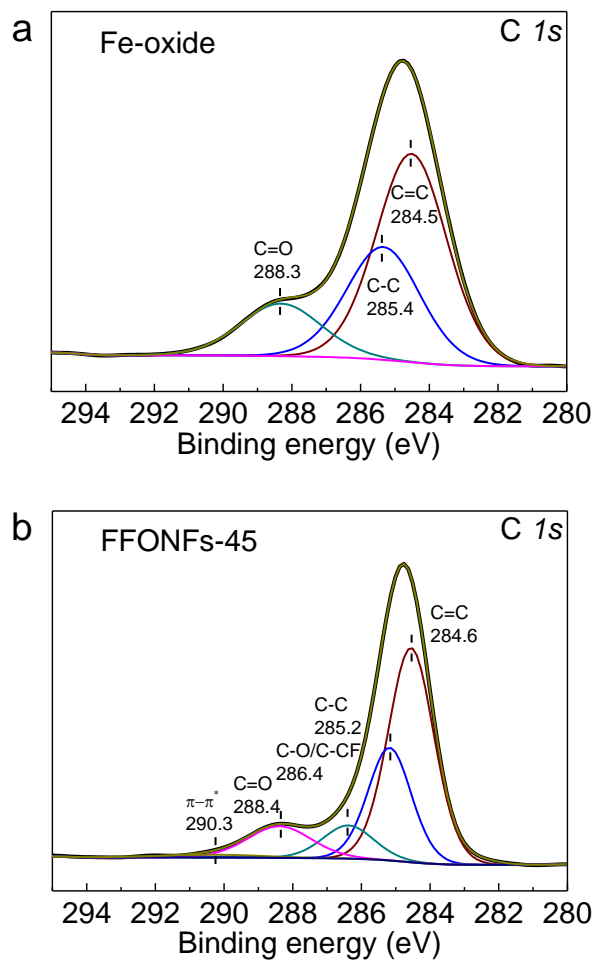 a
Fe-oxide
C 1s
C=C
284.5
C=O
288.3
C-C
285.4
294 292 290 288 286 284 282 280
Binding energy (eV)
b
FFONFs-45
C 1s
C=C
284.6
C-C
285.2
C-O/C-CF
286.4
C=O
288.4
π−π*
290.3
294 292 290 288 286 284 282 280
Binding energy (eV)